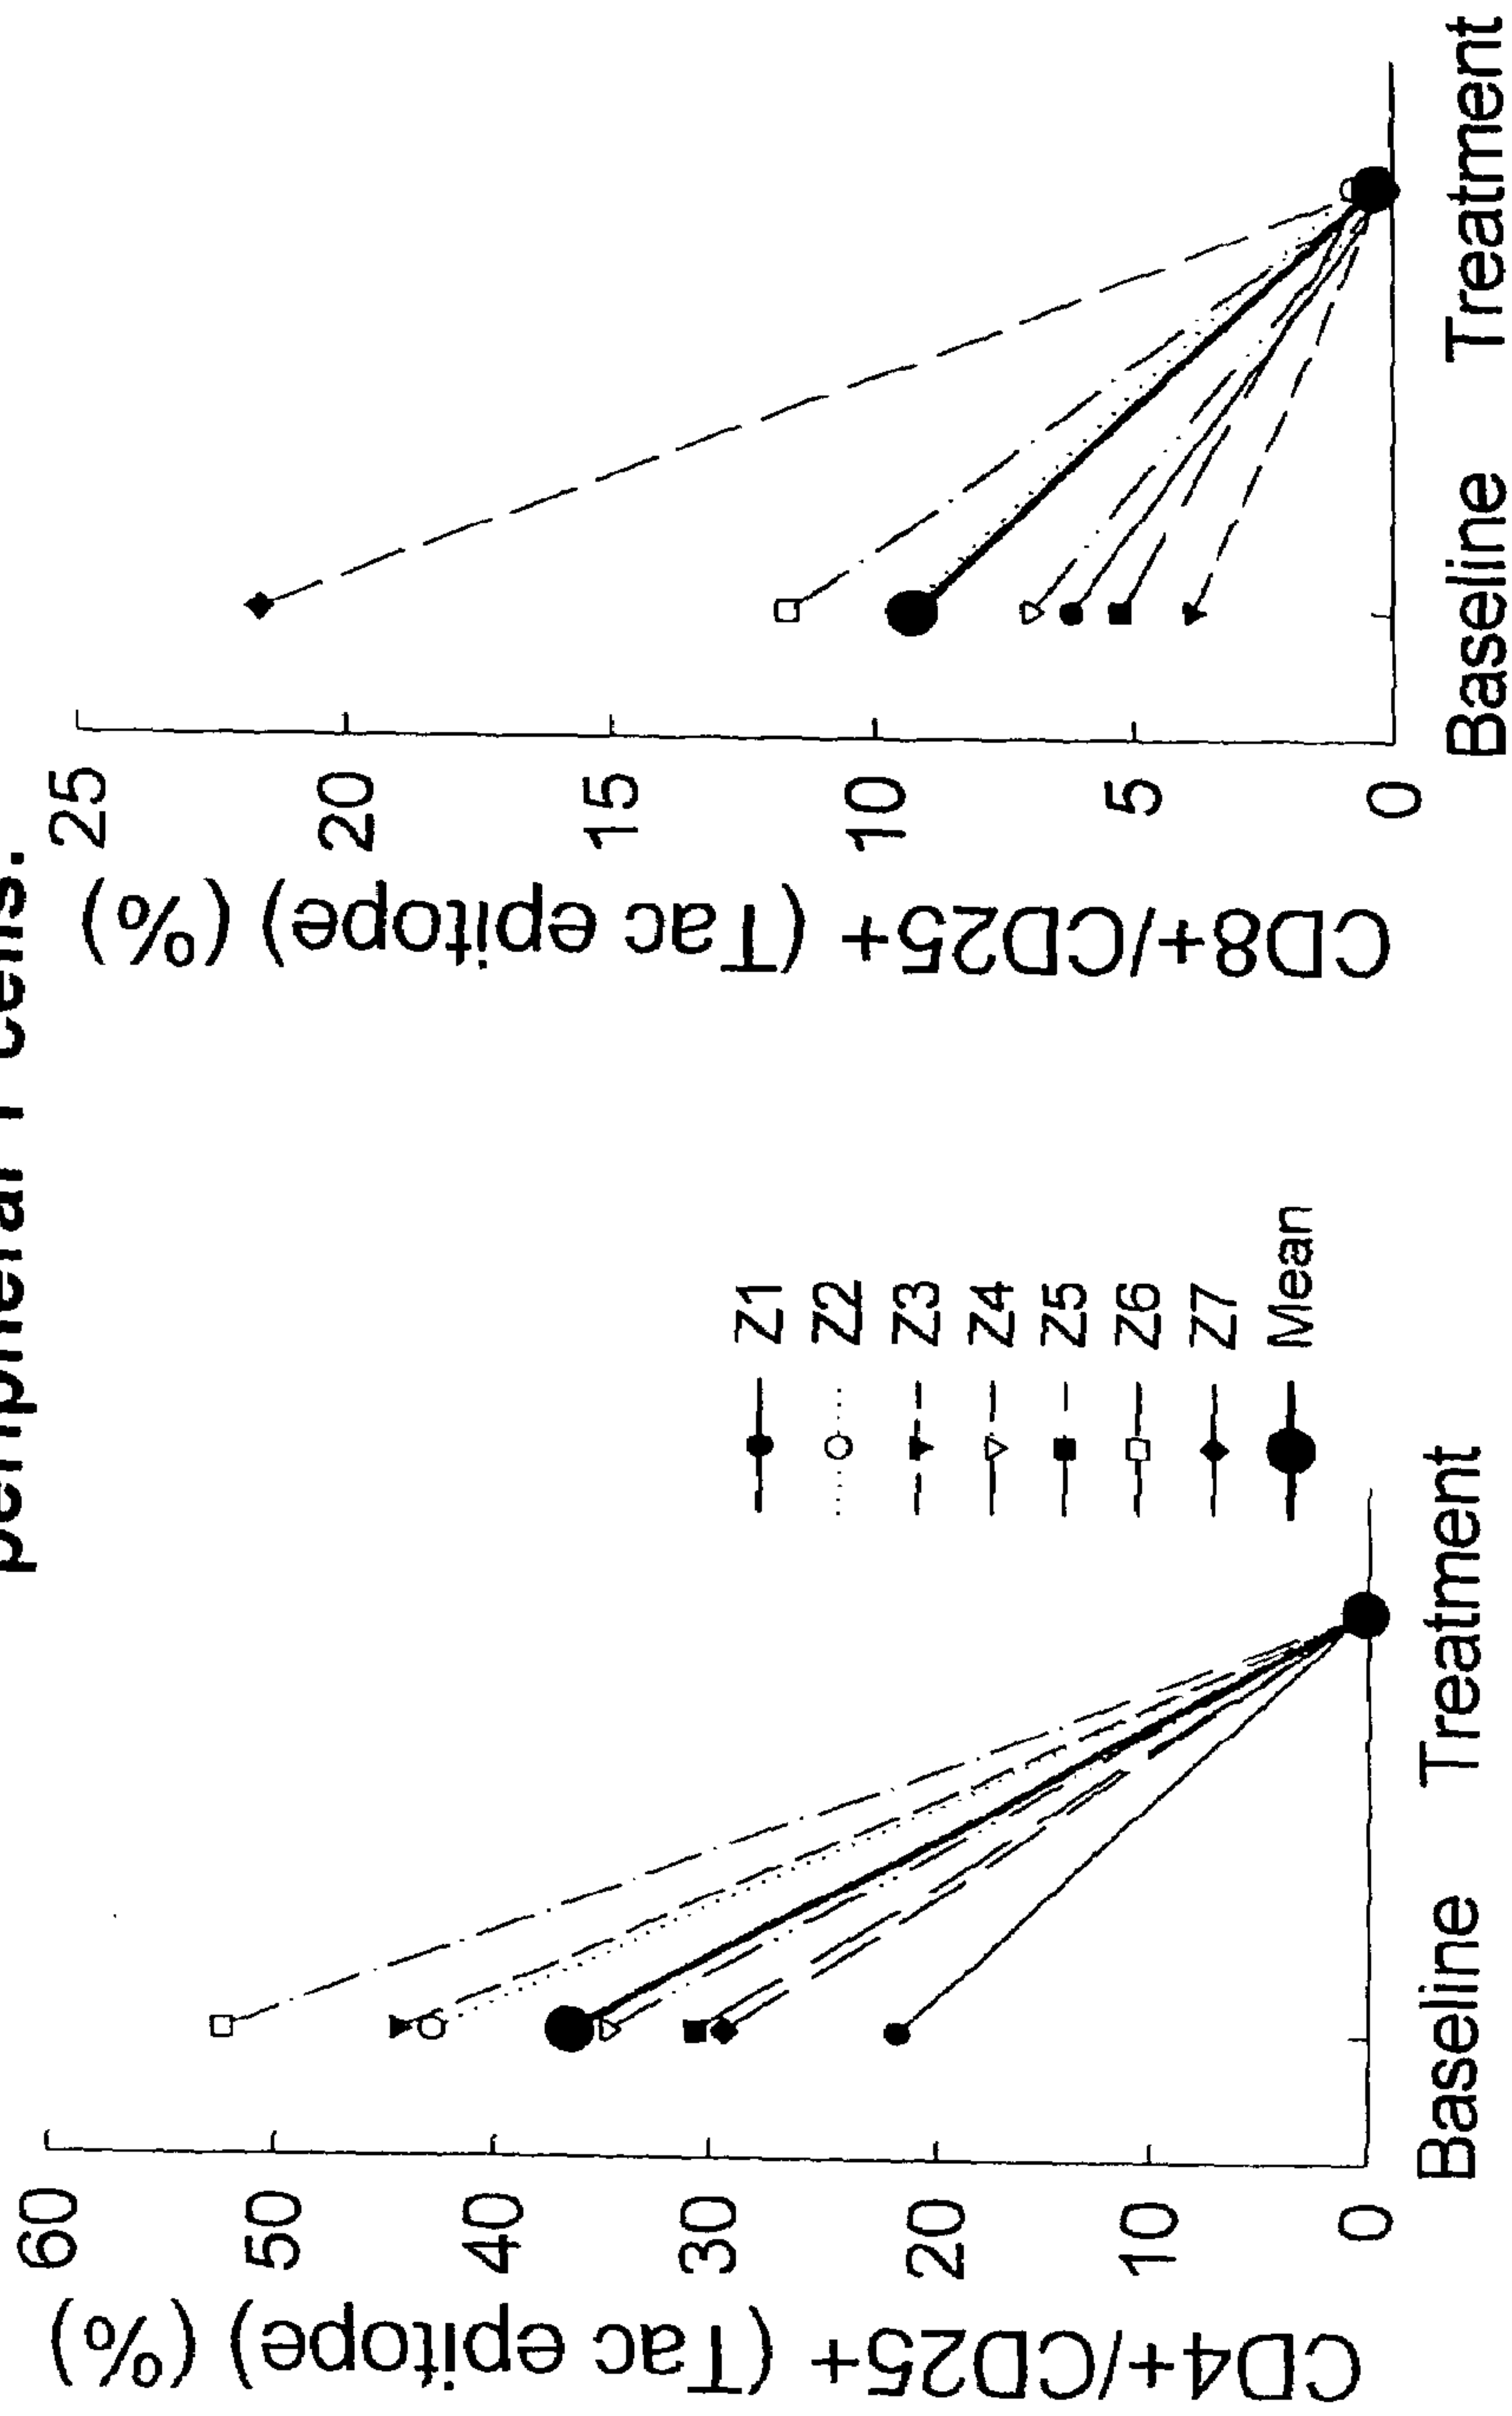 peripheral T cells.
CD4+/CD25+ (Tac epitope) (%)
60
50
40
30
20
10
0
Baseline Treatment
Z1
Z2
Z3
Z4
Z5
Z6
Z7
Mean
CD8+/CD25+ (Tac epitope) (%)
25
20
15
10
5
0
Baseline Treatment